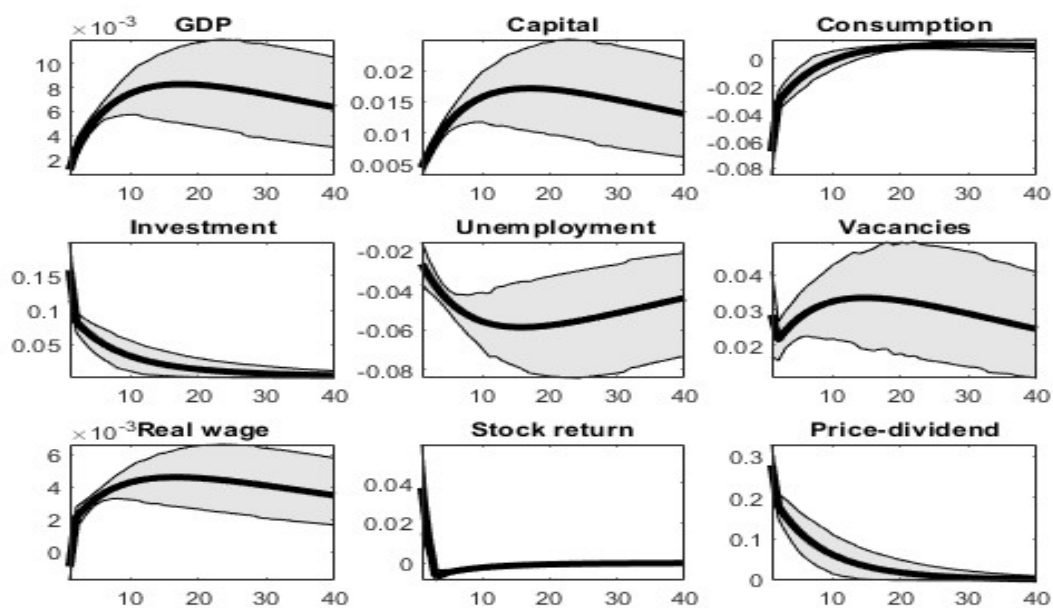 × 10⁻³ GDP
10
8
6
4
2
10 20 30 40
Capital
0.02
0.015
0.01
0.005
10 20 30 40
Consumption
0
-0.02
-0.04
-0.06
-0.08
10 20 30 40
Investment
0.15
0.1
0.05
10 20 30 40
Unemployment
-0.02
-0.04
-0.06
-0.08
10 20 30 40
Vacancies
0.04
0.03
0.02
10 20 30 40
× 10⁻³ Real wage
6
4
2
0
10 20 30 40
Stock return
0.04
0.02
0
10 20 30 40
Price-dividend
0.3
0.2
0.1
0
10 20 30 40